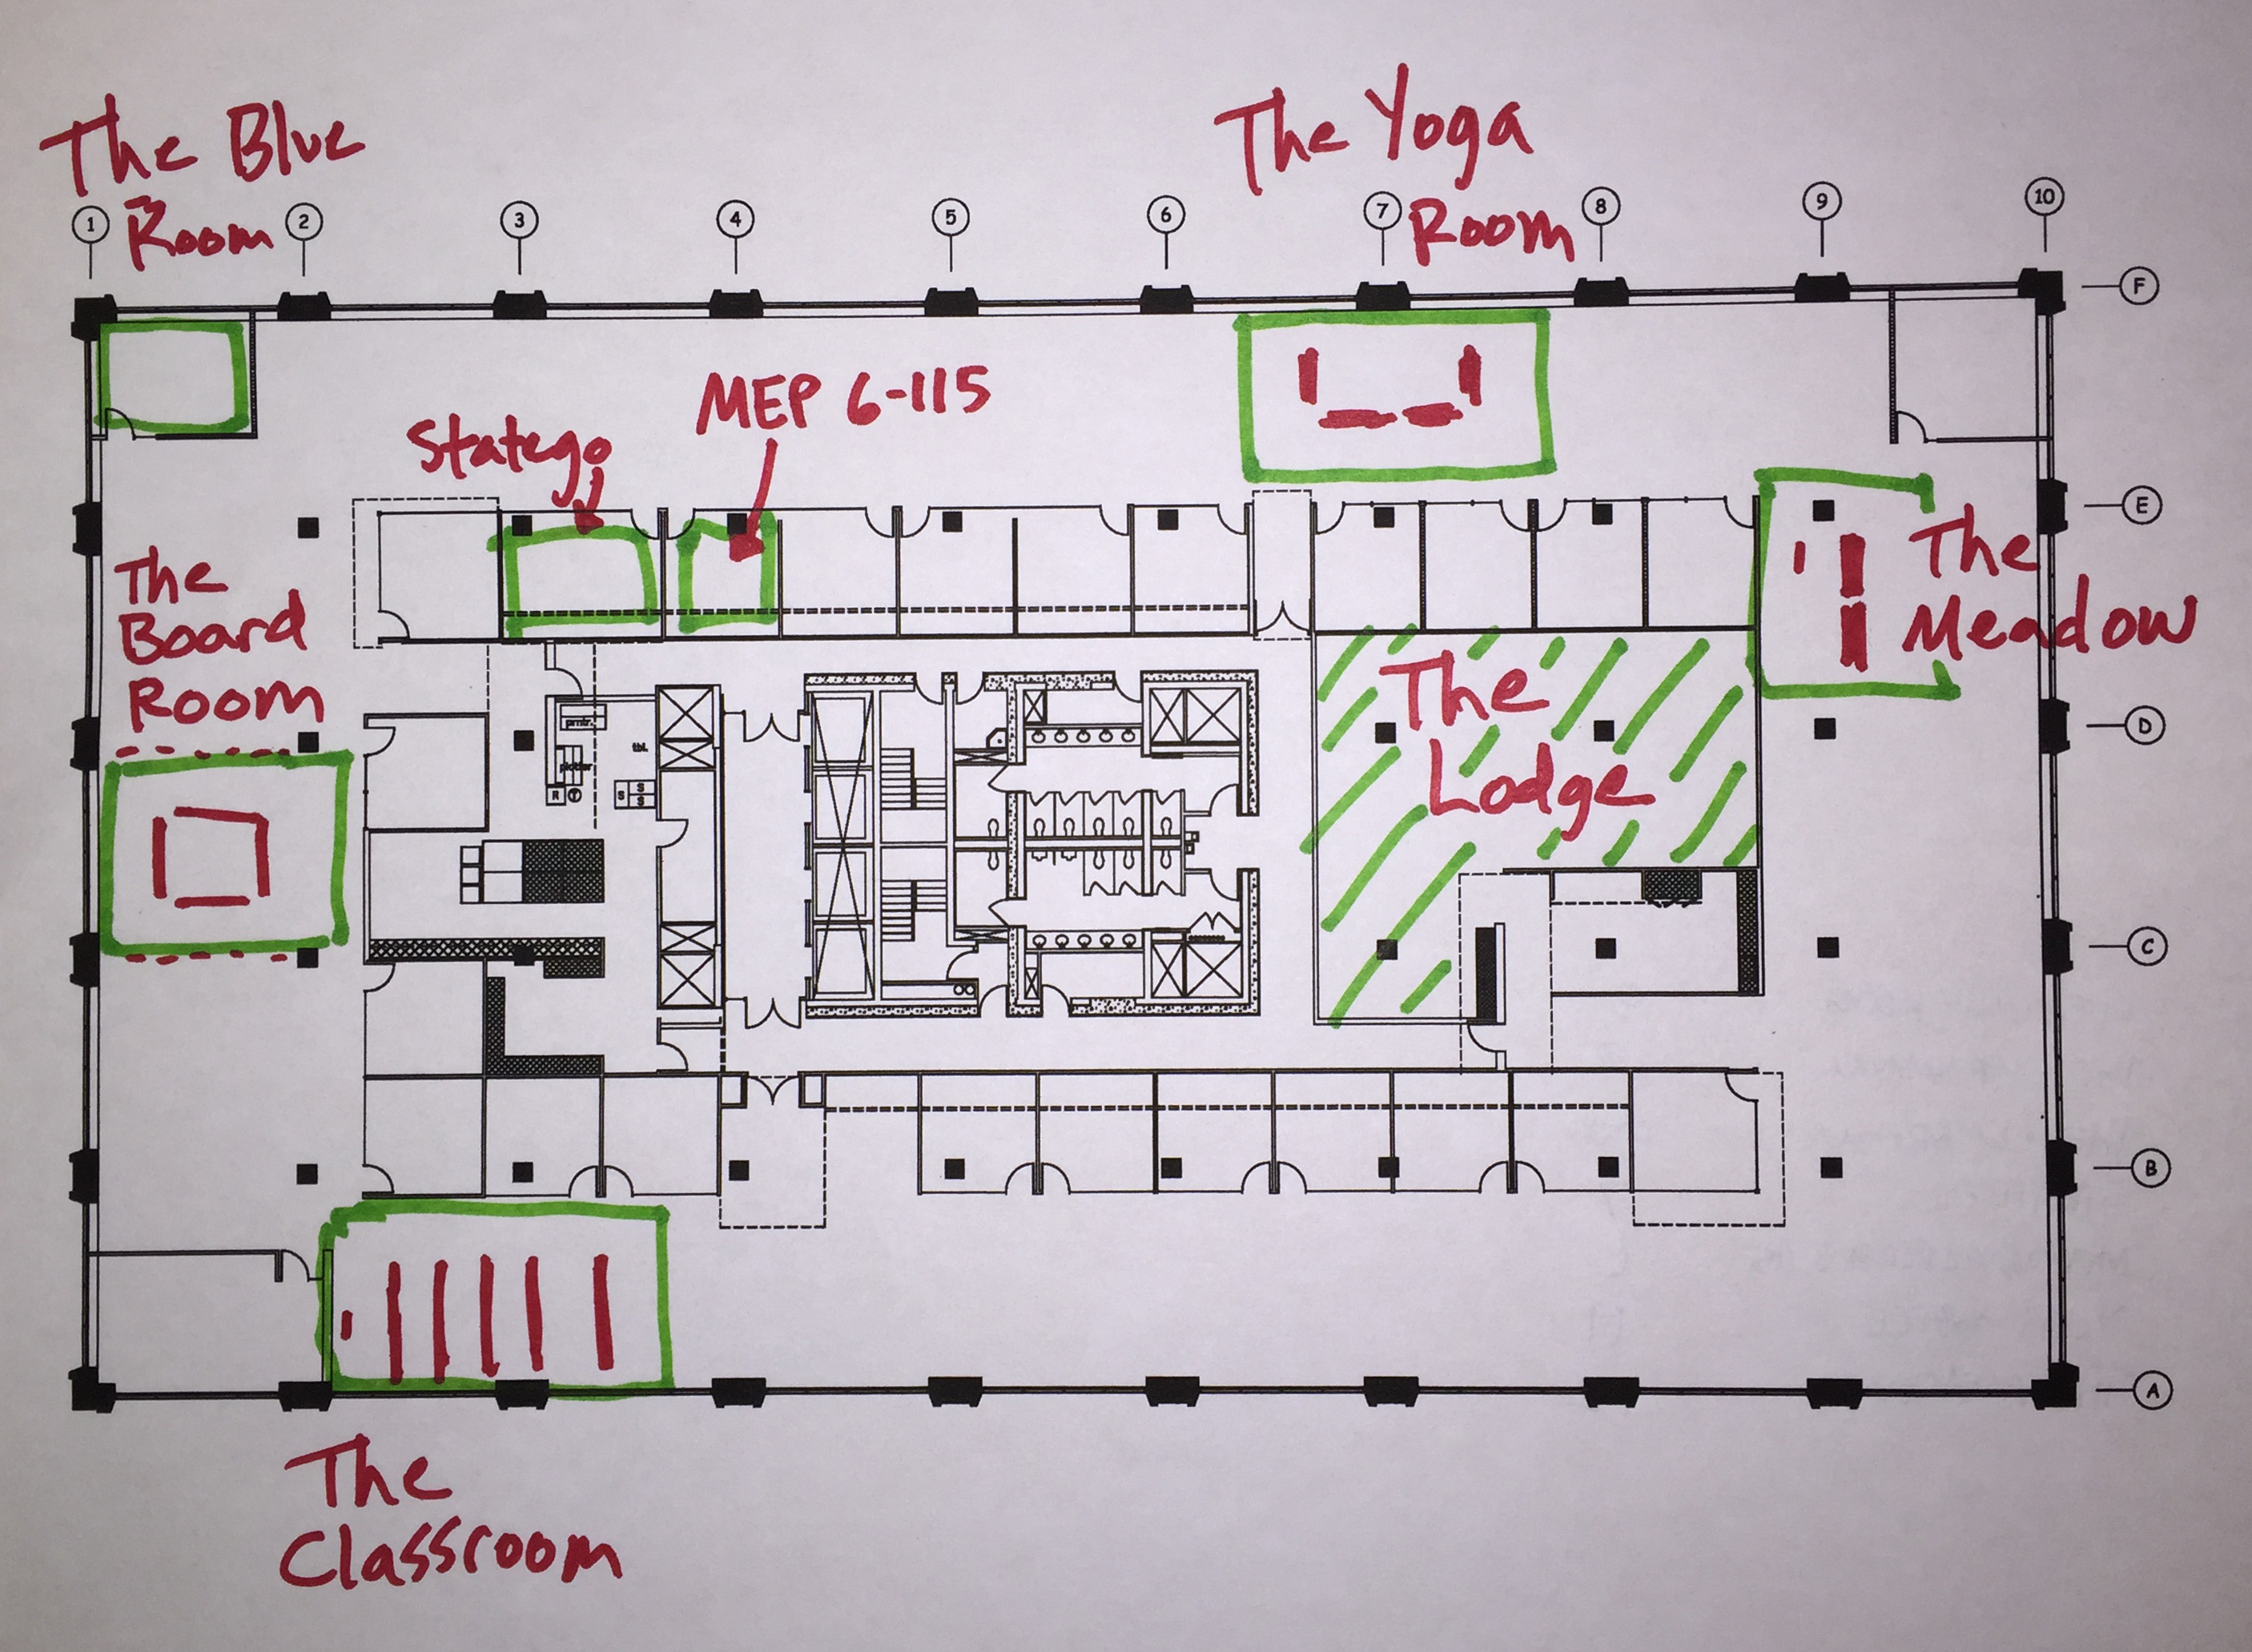 The Blue
Room
The Yoga
Room
1
2
3
4
5
6
7
8
9
10
F
MEP 6-115
Statego
E
The
Meadow
The
Board
Room
The
Lodge
D
prntr.
tbl.
plotter
R
T
S
S
S
C
B
A
The
Classroom